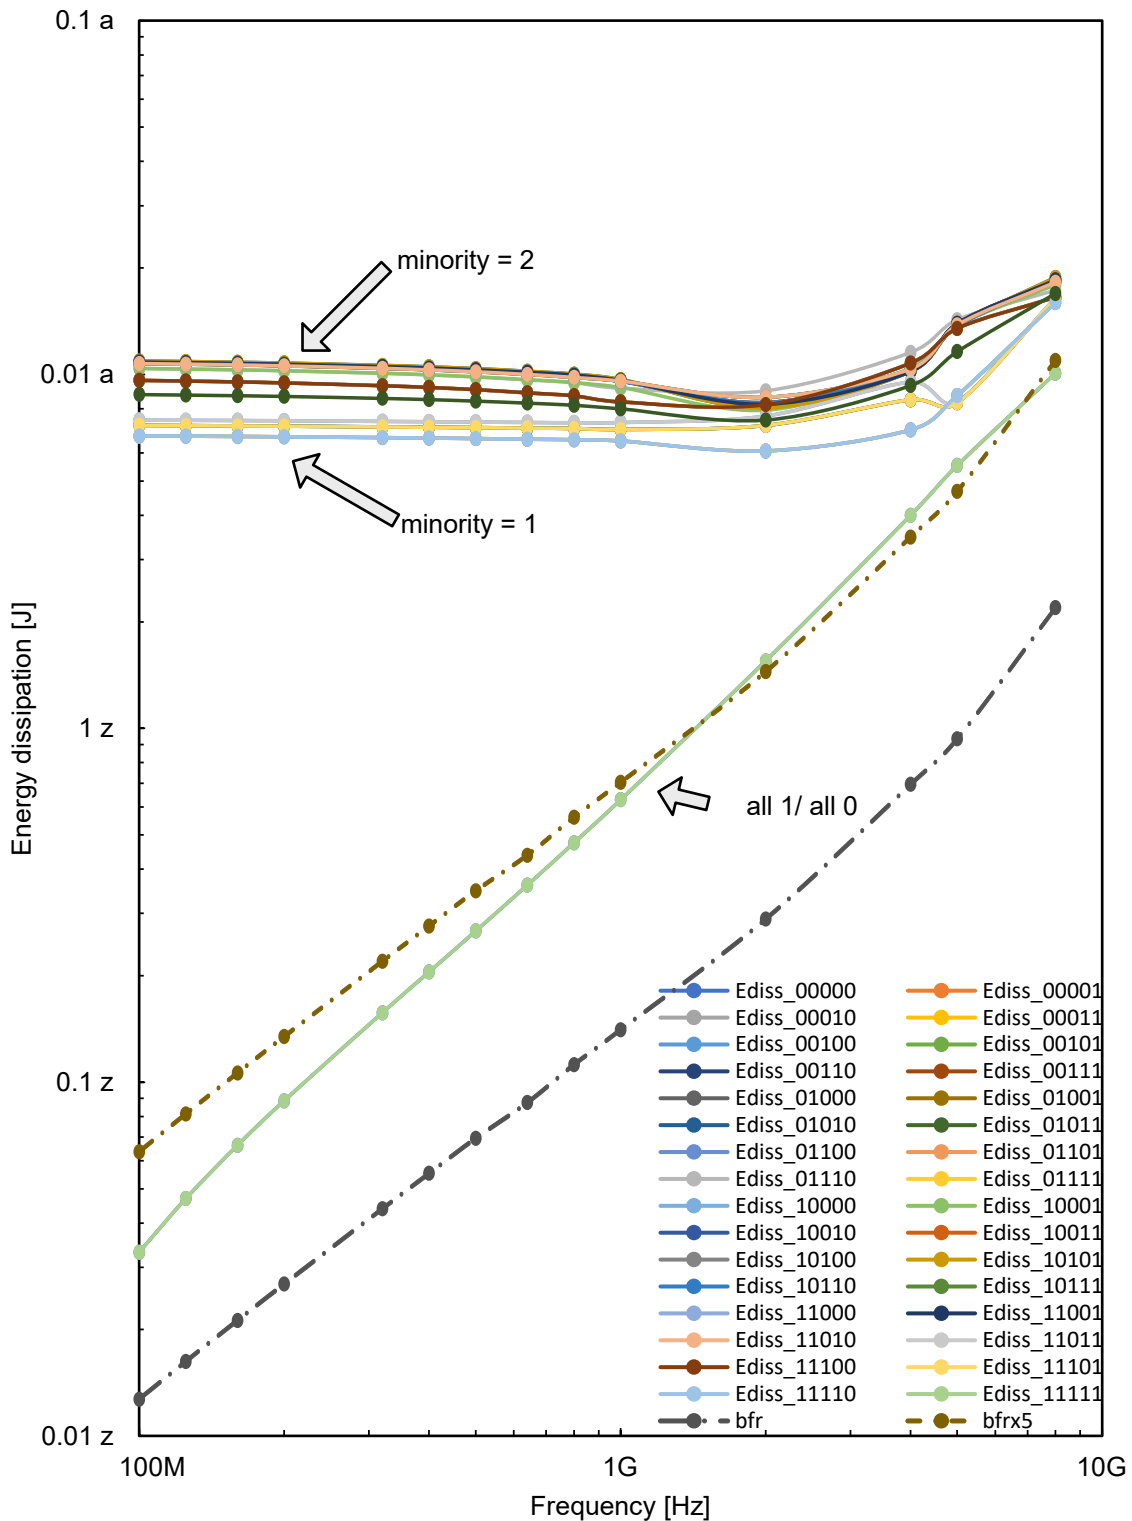 0.1 a
minority = 2
0.01 a
minority = 1
Energy dissipation [J]
1 z
all 1/ all 0
Ediss_00000 Ediss_00001
Ediss_00010 Ediss_00011
Ediss_00100 Ediss_00101
Ediss_00110 Ediss_00111
Ediss_01000 Ediss_01001
0.1 z
Ediss_01010 Ediss_01011
Ediss_01100 Ediss_01101
Ediss_01110 Ediss_01111
Ediss_10000 Ediss_10001
Ediss_10010 Ediss_10011
Ediss_10100 Ediss_10101
Ediss_10110 Ediss_10111
Ediss_11000 Ediss_11001
Ediss_11010 Ediss_11011
Ediss_11100 Ediss_11101
Ediss_11110 Ediss_11111
bfr bfrx5
0.01 z
100M 1G 10G
Frequency [Hz]